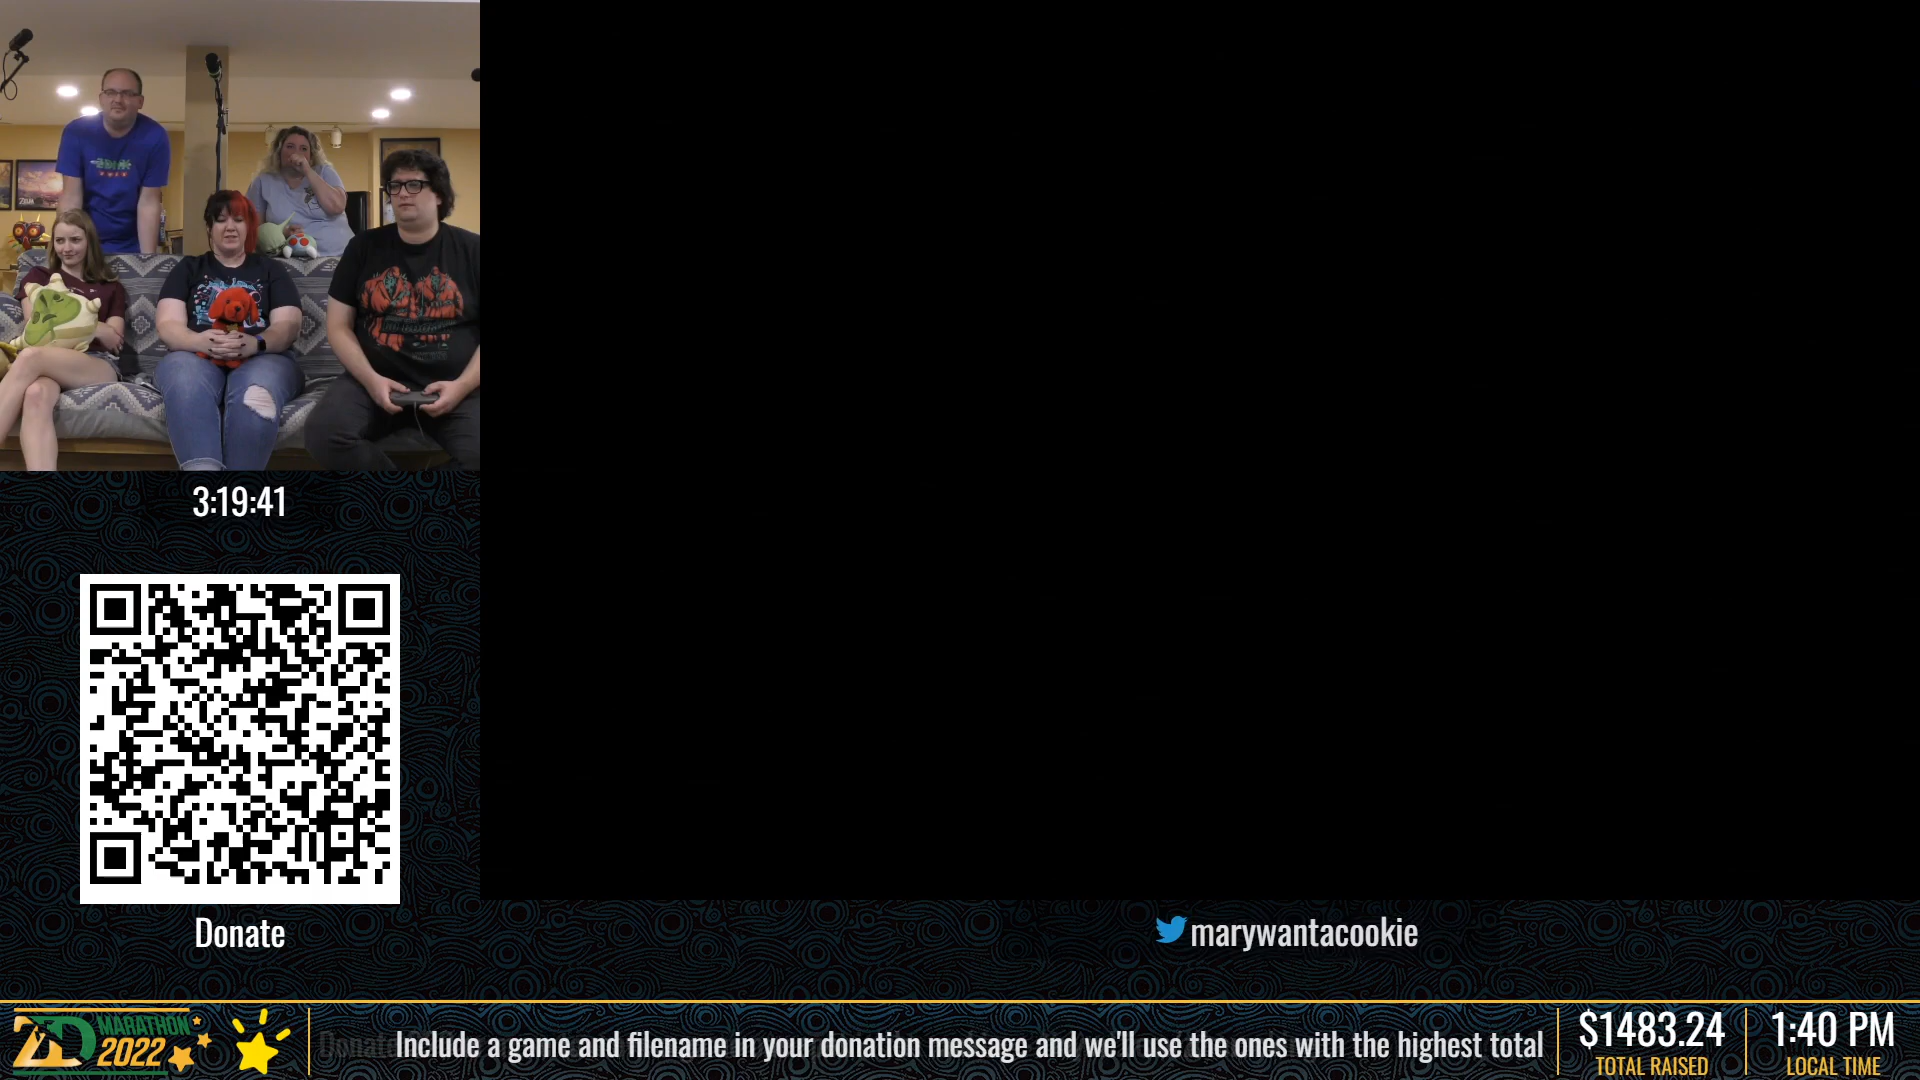 3:19:41
Donate
marywantacookie
ZD MARATHON 2022
Include a game and filename in your donation message and we'll use the ones with the highest total
$1483.24
TOTAL RAISED
1:40 PM
LOCAL TIME